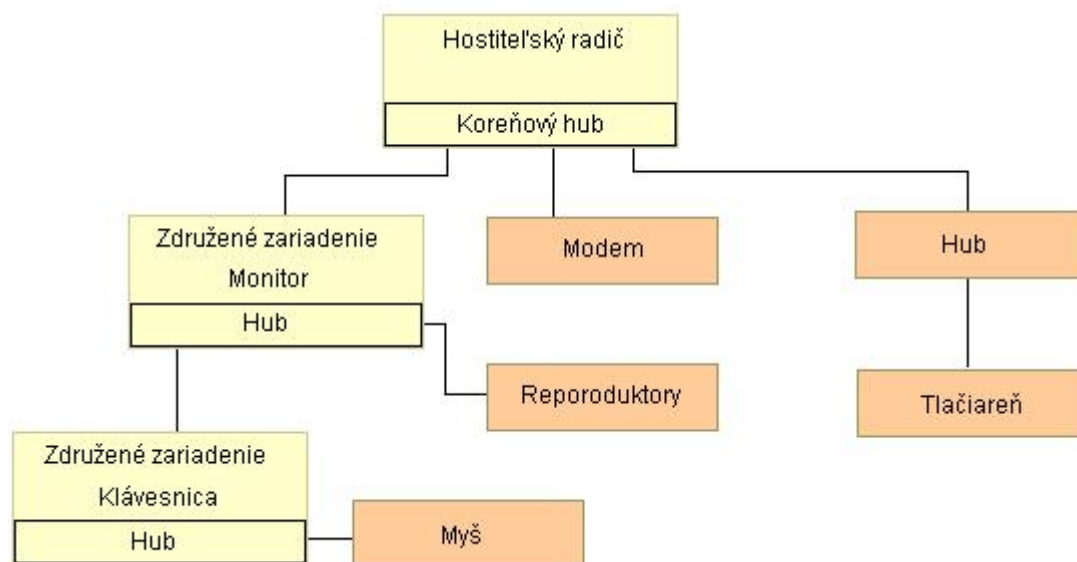 Hostiteľský radič
Koreňový hub
Združené zariadenie
Monitor
Hub
Modem
Hub
Reporoduktory
Tlačiareň
Združené zariadenie
Klávesnica
Hub
Myš